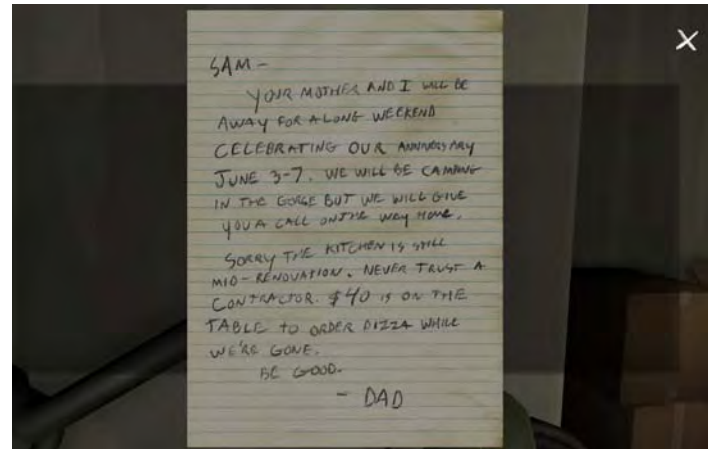 SAM -
YOUR MOTHER AND I WILL BE
AWAY FOR A LONG WEEKEND
CELEBRATING OUR ANNIVERSARY
JUNE 3-7. WE WILL BE CAMPING
IN THE GORGE BUT WE WILL GIVE
YOU A CALL ON THE WAY HOME.
SORRY THE KITCHEN IS STILL
MID-RENOVATION. NEVER TRUST A
CONTRACTOR. $40 IS ON THE
TABLE TO ORDER PIZZA WHILE
WE'RE GONE.
BE GOOD.
- DAD